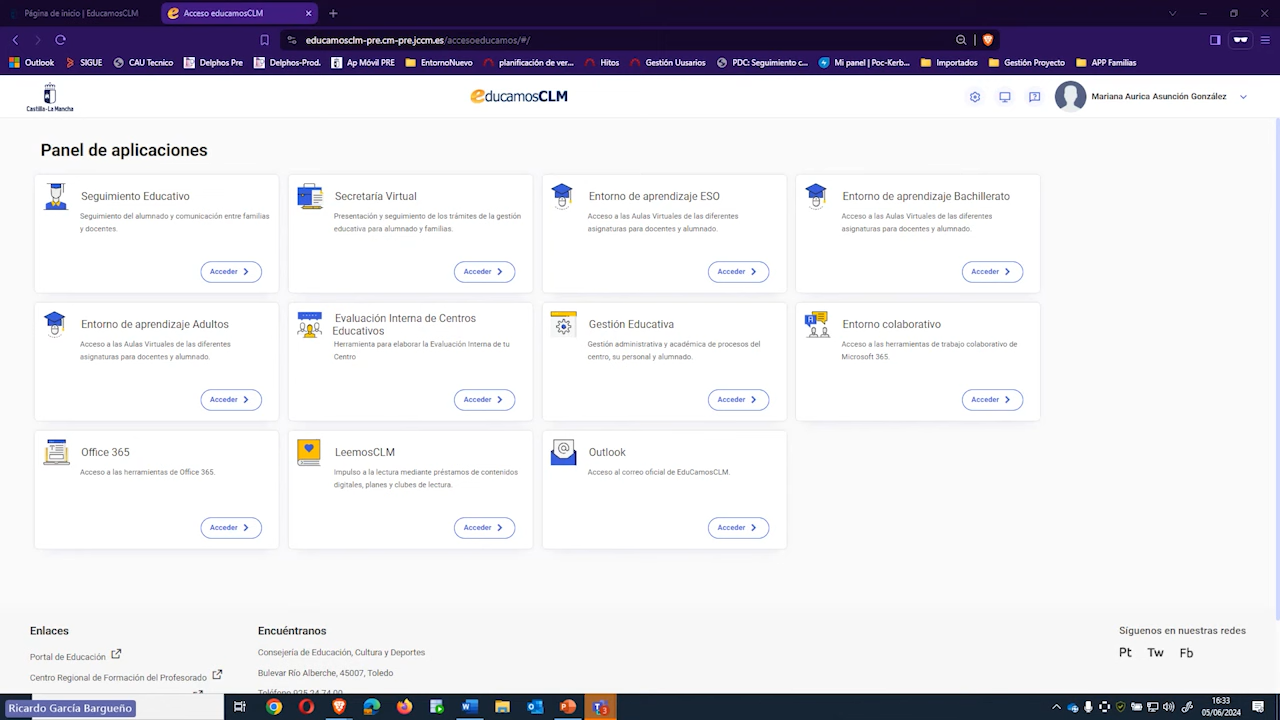 Página de inicio | EducamosCLM
Acceso educamosCLM
educamosclm-pre.cm-pre.jccm.es/accesoeducamos/#/
Outlook
SIGUE
CAU Tecnico
Delphos Pre
Delphos-Prod.
Ap Móvil PRE
EntornoNuevo
planificación de ver...
Hitos
Gestión Usuarios
PDC: Seguimiento c...
Mi panel | Poc-Kerb...
Importados
Gestión Proyecto
APP Familias
Castilla-La Mancha
educamosCLM
Mariana Aurica Asunción González
Panel de aplicaciones
Seguimiento Educativo
Seguimiento del alumnado y comunicación entre familias
y docentes.
Acceder
Secretaría Virtual
Presentación y seguimiento de los trámites de la gestión
educativa para alumnado y familias.
Acceder
Entorno de aprendizaje ESO
Acceso a las Aulas Virtuales de las diferentes
asignaturas para docentes y alumnado.
Acceder
Entorno de aprendizaje Bachillerato
Acceso a las Aulas Virtuales de las diferentes
asignaturas para docentes y alumnado.
Acceder
Entorno de aprendizaje Adultos
Acceso a las Aulas Virtuales de las diferentes
asignaturas para docentes y alumnado.
Acceder
Evaluación Interna de Centros
Educativos
Herramienta para elaborar la Evaluación Interna de tu
Centro
Acceder
Gestión Educativa
Gestión administrativa y académica de procesos del
centro, su personal y alumnado.
Acceder
Entorno colaborativo
Acceso a las herramientas de trabajo colaborativo de
Microsoft 365.
Acceder
Office 365
Acceso a las herramientas de Office 365.
Acceder
LeemosCLM
Impulso a la lectura mediante préstamos de contenidos
digitales, planes y clubes de lectura.
Acceder
Outlook
Acceso al correo oficial de EduCamosCLM.
Acceder
Enlaces
Portal de Educación
Centro Regional de Formación del Profesorado
Encuéntranos
Consejería de Educación, Cultura y Deportes
Bulevar Río Alberche, 45007, Toledo
Teléfono 925 24 74 00
Síguenos en nuestras redes
Pt Tw Fb
Ricardo García Bargueño
16:33
05/06/2024